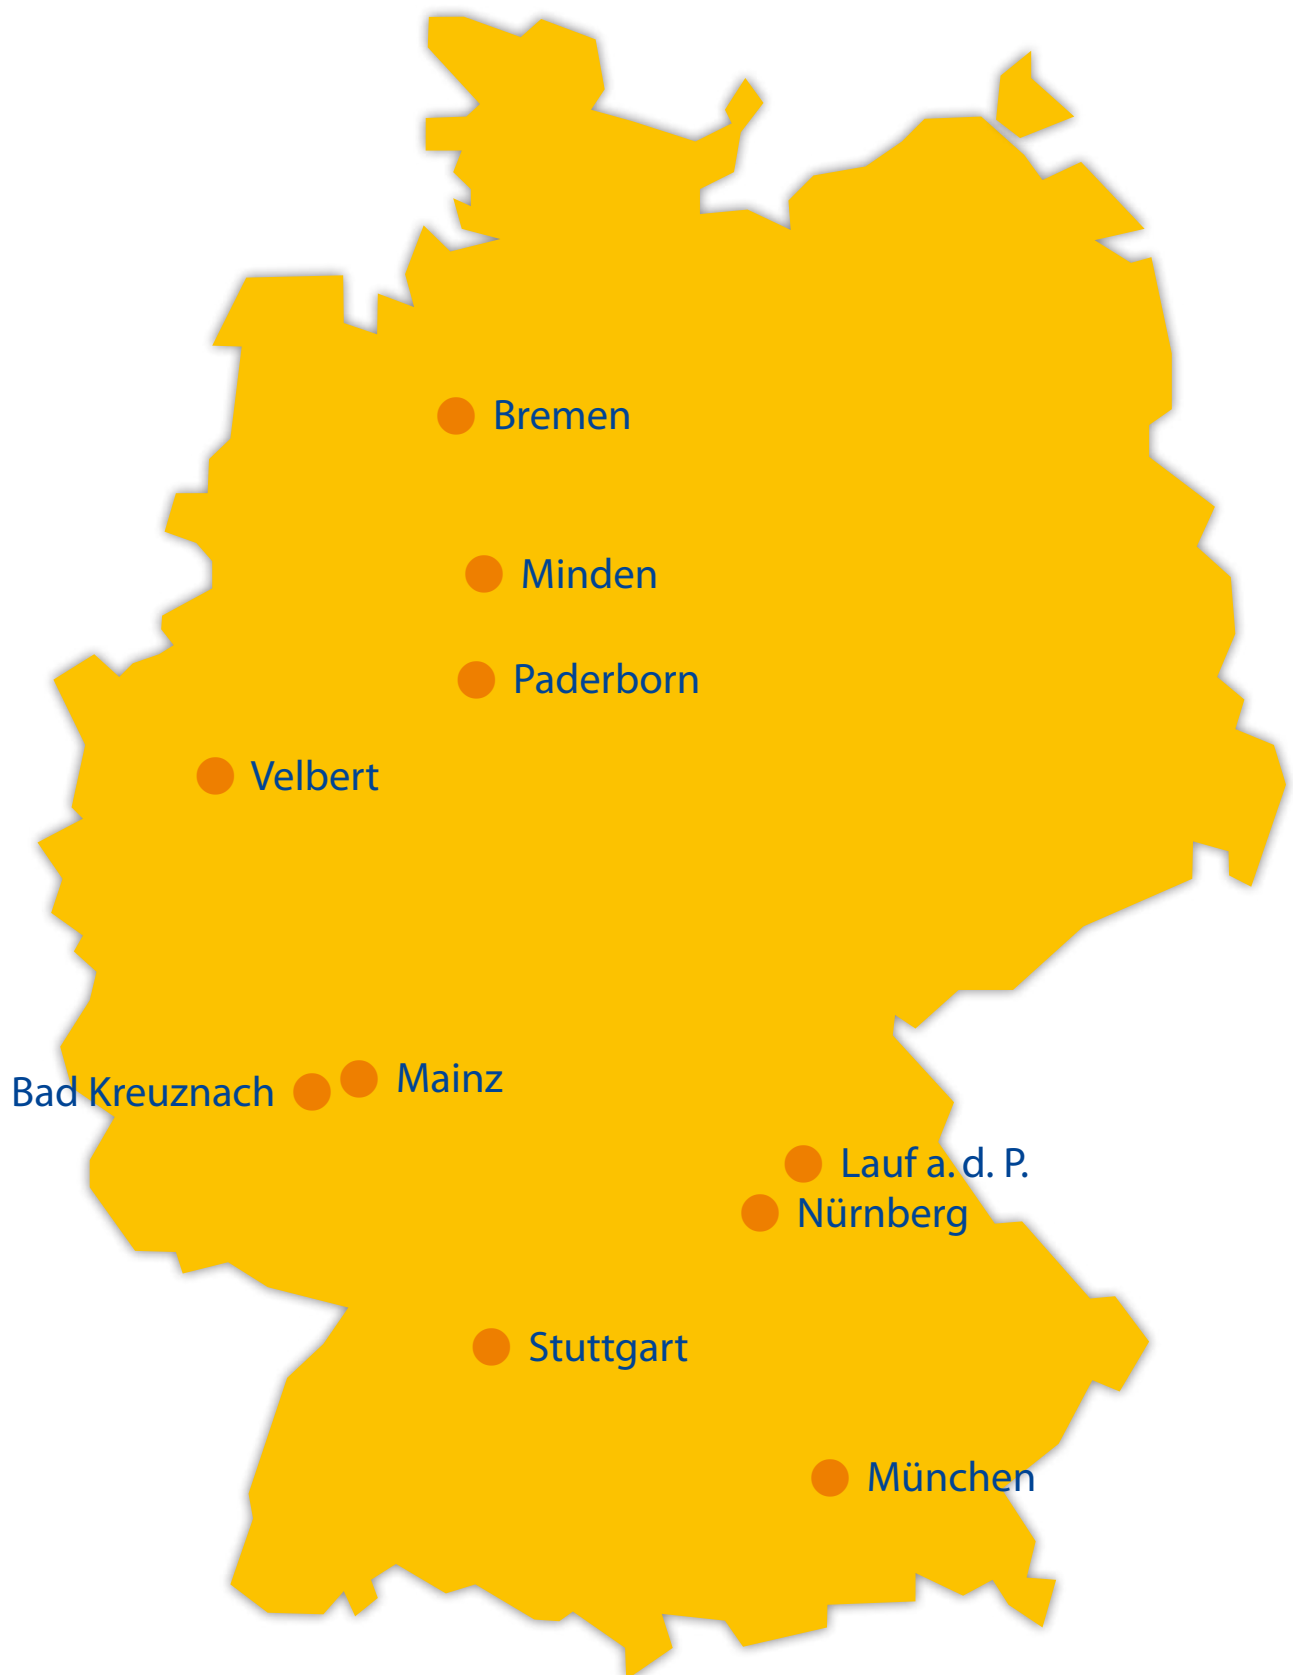 Bremen
Minden
Paderborn
Velbert
Mainz
Bad Kreuznach
Lauf a. d. P.
Nürnberg
Stuttgart
München